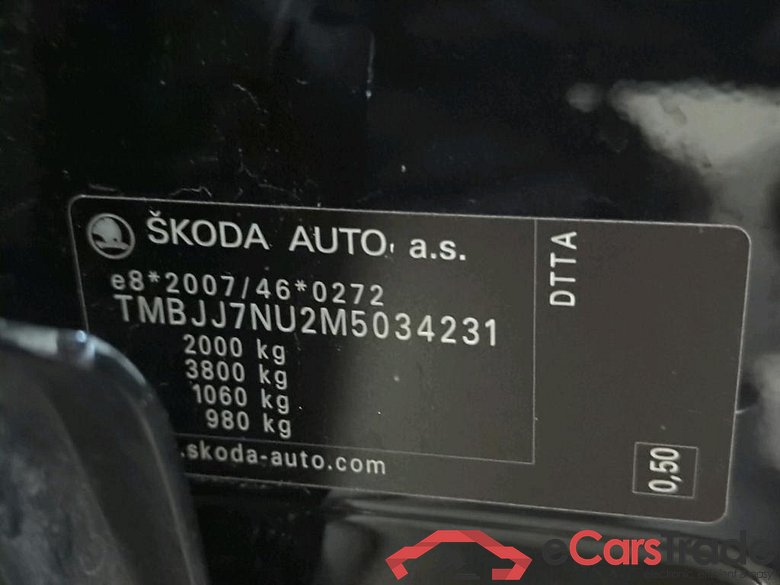 ŠKODA AUTO a.s.
e8*2007/46*0272
TMBJJ7NU2M5034231
2000 kg
3800 kg
1060 kg
980 kg
.skoda-auto.com
DTTA
0,50
eCarstrade